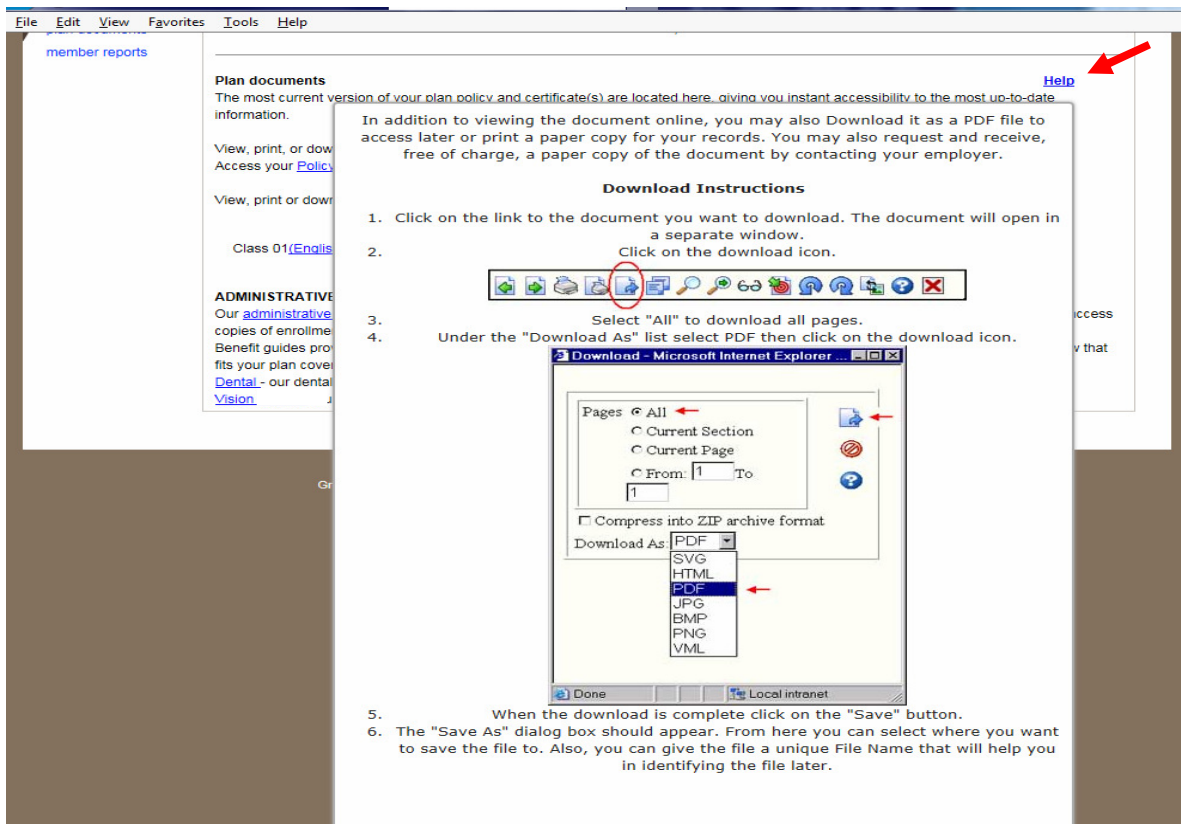 File Edit View Favorites Tools Help
plan documents
member reports
Plan documents
Help
The most current version of your plan policy and certificate(s) are located here, giving you instant accessibility to the most up-to-date
information.
View, print, or dow
Access your Policy
View, print or down
Class 01(Englis
ADMINISTRATIVE
Our administrative
ccess
copies of enrollme
Benefit guides pro
w that
fits your plan cove
Dental - our dental
Vision
Gr
In addition to viewing the document online, you may also Download it as a PDF file to
access later or print a paper copy for your records. You may also request and receive,
free of charge, a paper copy of the document by contacting your employer.
Download Instructions
1. Click on the link to the document you want to download. The document will open in
a separate window.
2. Click on the download icon.
3. Select "All" to download all pages.
4. Under the "Download As" list select PDF then click on the download icon.
Download - Microsoft Internet Explorer ...
Pages All
Current Section
Current Page
From: 1 To
1
Compress into ZIP archive format
Download As: PDF
SVG
HTML
PDF
JPG
BMP
PNG
VML
Done Local intranet
5. When the download is complete click on the "Save" button.
6. The "Save As" dialog box should appear. From here you can select where you want
to save the file to. Also, you can give the file a unique File Name that will help you
in identifying the file later.